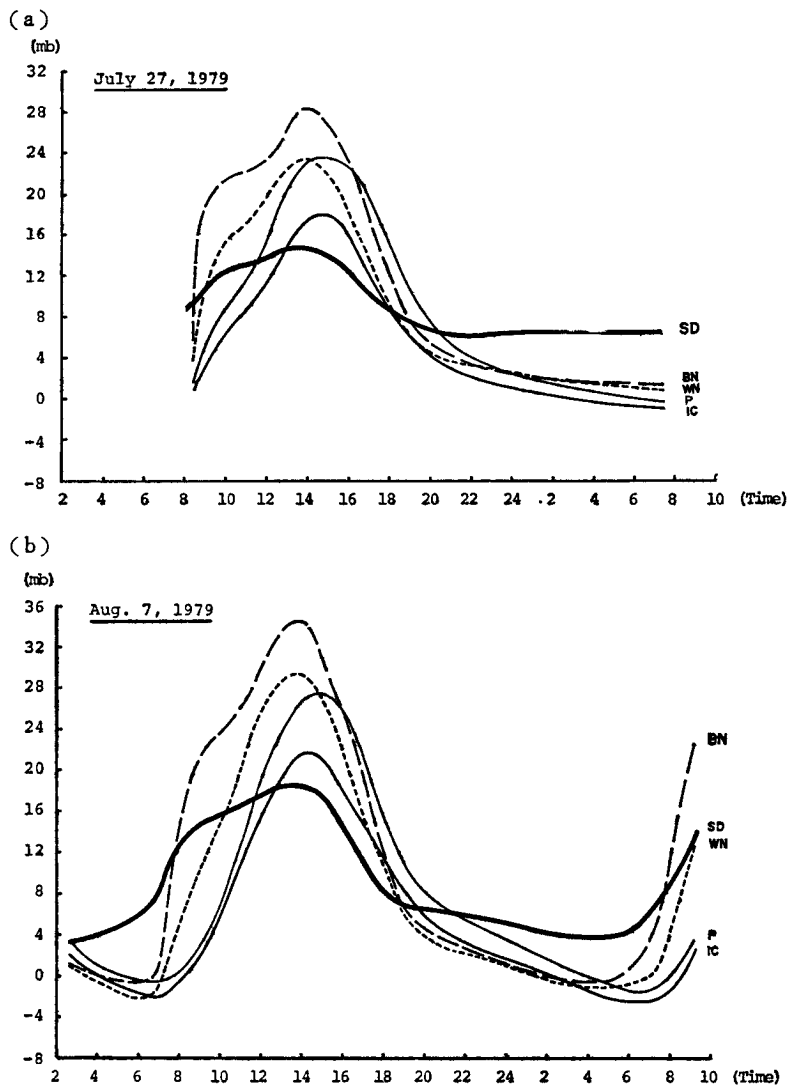 (a)
(mb)
July 27, 1979
32
28
24
20
16
12
8
4
0
-4
-8
SD
BN
WN
P
IC
2 4 6 8 10 12 14 16 18 20 22 24 .2 4 6 8 10 (Time)
(b)
(mb)
Aug. 7, 1979
36
32
28
24
20
16
12
8
4
0
-4
-8
BN
SD
WN
P
IC
2 4 6 8 10 12 14 16 18 20 22 24 .2 4 6 8 10 (Time)